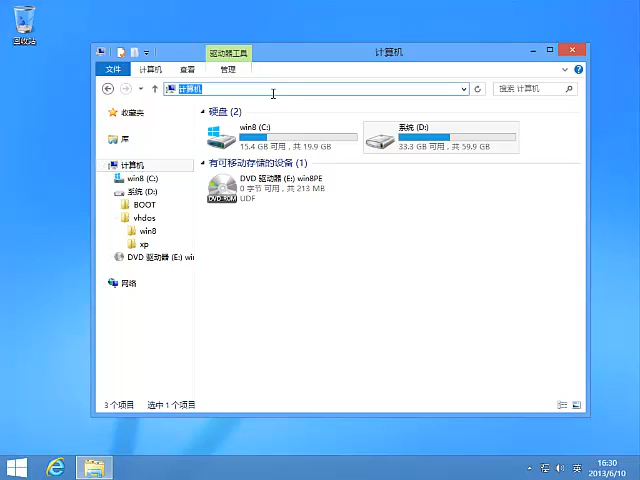 回收站
驱动器工具
计算机
文件
计算机
查看
管理
计算机
搜索 计算机
收藏夹
库
计算机
win8 (C:)
系统 (D:)
BOOT
vhdos
win8
xp
DVD 驱动器 (E:) wi
网络
硬盘 (2)
win8 (C:)
15.4 GB 可用，共 19.9 GB
系统 (D:)
33.3 GB 可用，共 59.9 GB
有可移动存储的设备 (1)
DVD 驱动器 (E:) win8PE
0 字节 可用，共 213 MB
UDF
DVD-ROM
3 个项目 选中 1 个项目
英
16:30
2013/6/10